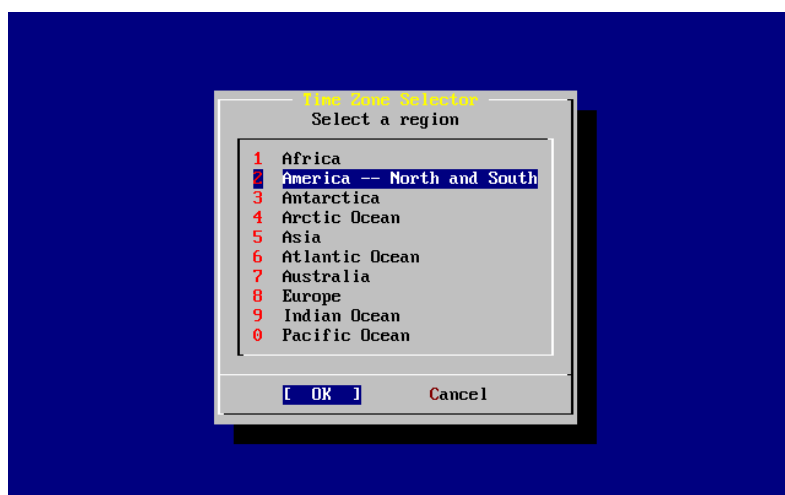 Time Zone Selector
Select a region
1 Africa
2 America -- North and South
3 Antarctica
4 Arctic Ocean
5 Asia
6 Atlantic Ocean
7 Australia
8 Europe
9 Indian Ocean
0 Pacific Ocean
[ OK ] Cancel